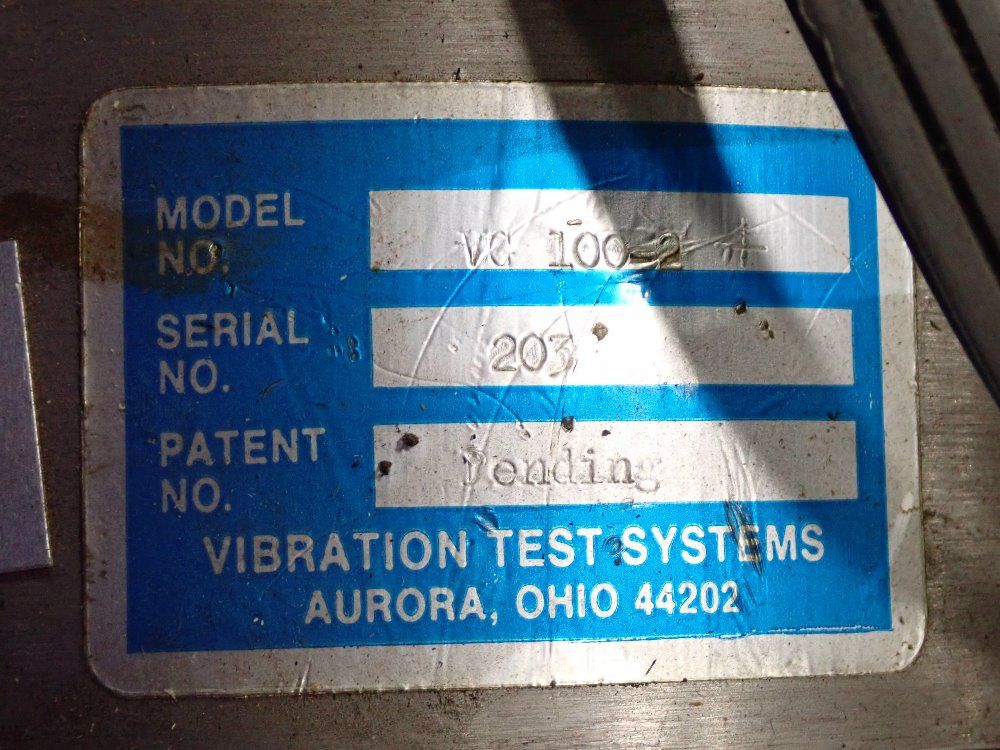 MODEL
NO. VG 100-2
SERIAL
NO. 203
PATENT
NO. Pending
VIBRATION TEST SYSTEMS
AURORA, OHIO 44202